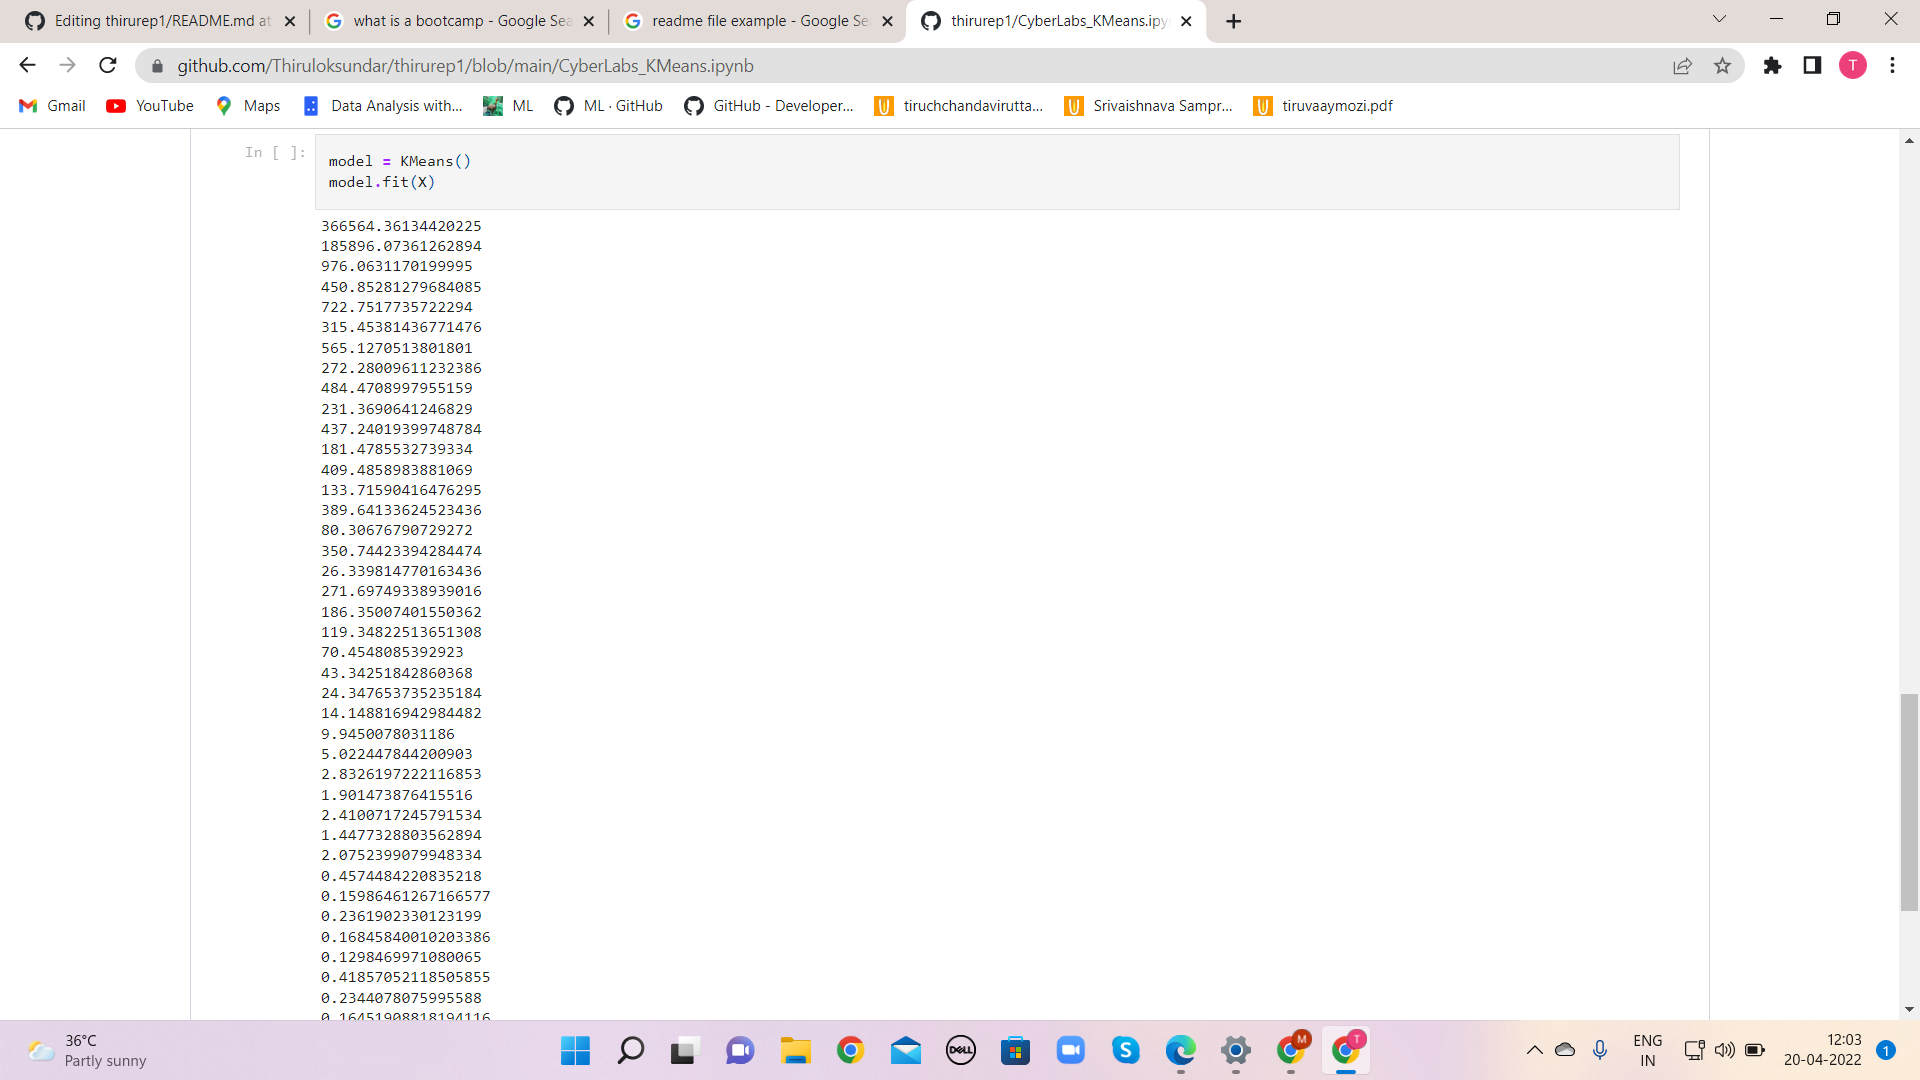 Editing thirurep1/README.md at
what is a bootcamp - Google Sea
readme file example - Google Se
thirurep1/CyberLabs_KMeans.ipy
github.com/Thiruloksundar/thirurep1/blob/main/CyberLabs_KMeans.ipynb
T
Gmail
YouTube
Maps
Data Analysis with...
ML
ML · GitHub
GitHub - Developer...
tiruchchandavirutta...
Srivaishnava Sampr...
tiruvaaymozi.pdf
In [ ]:
model = KMeans()
model.fit(X)
366564.36134420225
185896.07361262894
976.0631170199995
450.85281279684085
722.7517735722294
315.45381436771476
565.1270513801801
272.28009611232386
484.4708997955159
231.3690641246829
437.24019399748784
181.4785532739334
409.4858983881069
133.71590416476295
389.64133624523436
80.30676790729272
350.74423394284474
26.339814770163436
271.69749338939016
186.35007401550362
119.34822513651308
70.4548085392923
43.34251842860368
24.347653735235184
14.148816942984482
9.9450078031186
5.022447844200903
2.8326197222116853
1.901473876415516
2.4100717245791534
1.4477328803562894
2.0752399079948334
0.4574484220835218
0.15986461267166577
0.2361902330123199
0.16845840010203386
0.1298469971080065
0.41857052118505855
0.2344078075995588
0.16451908818194116
36°C
Partly sunny
DELL
S
M
T
ENG
IN
12:03
20-04-2022
1